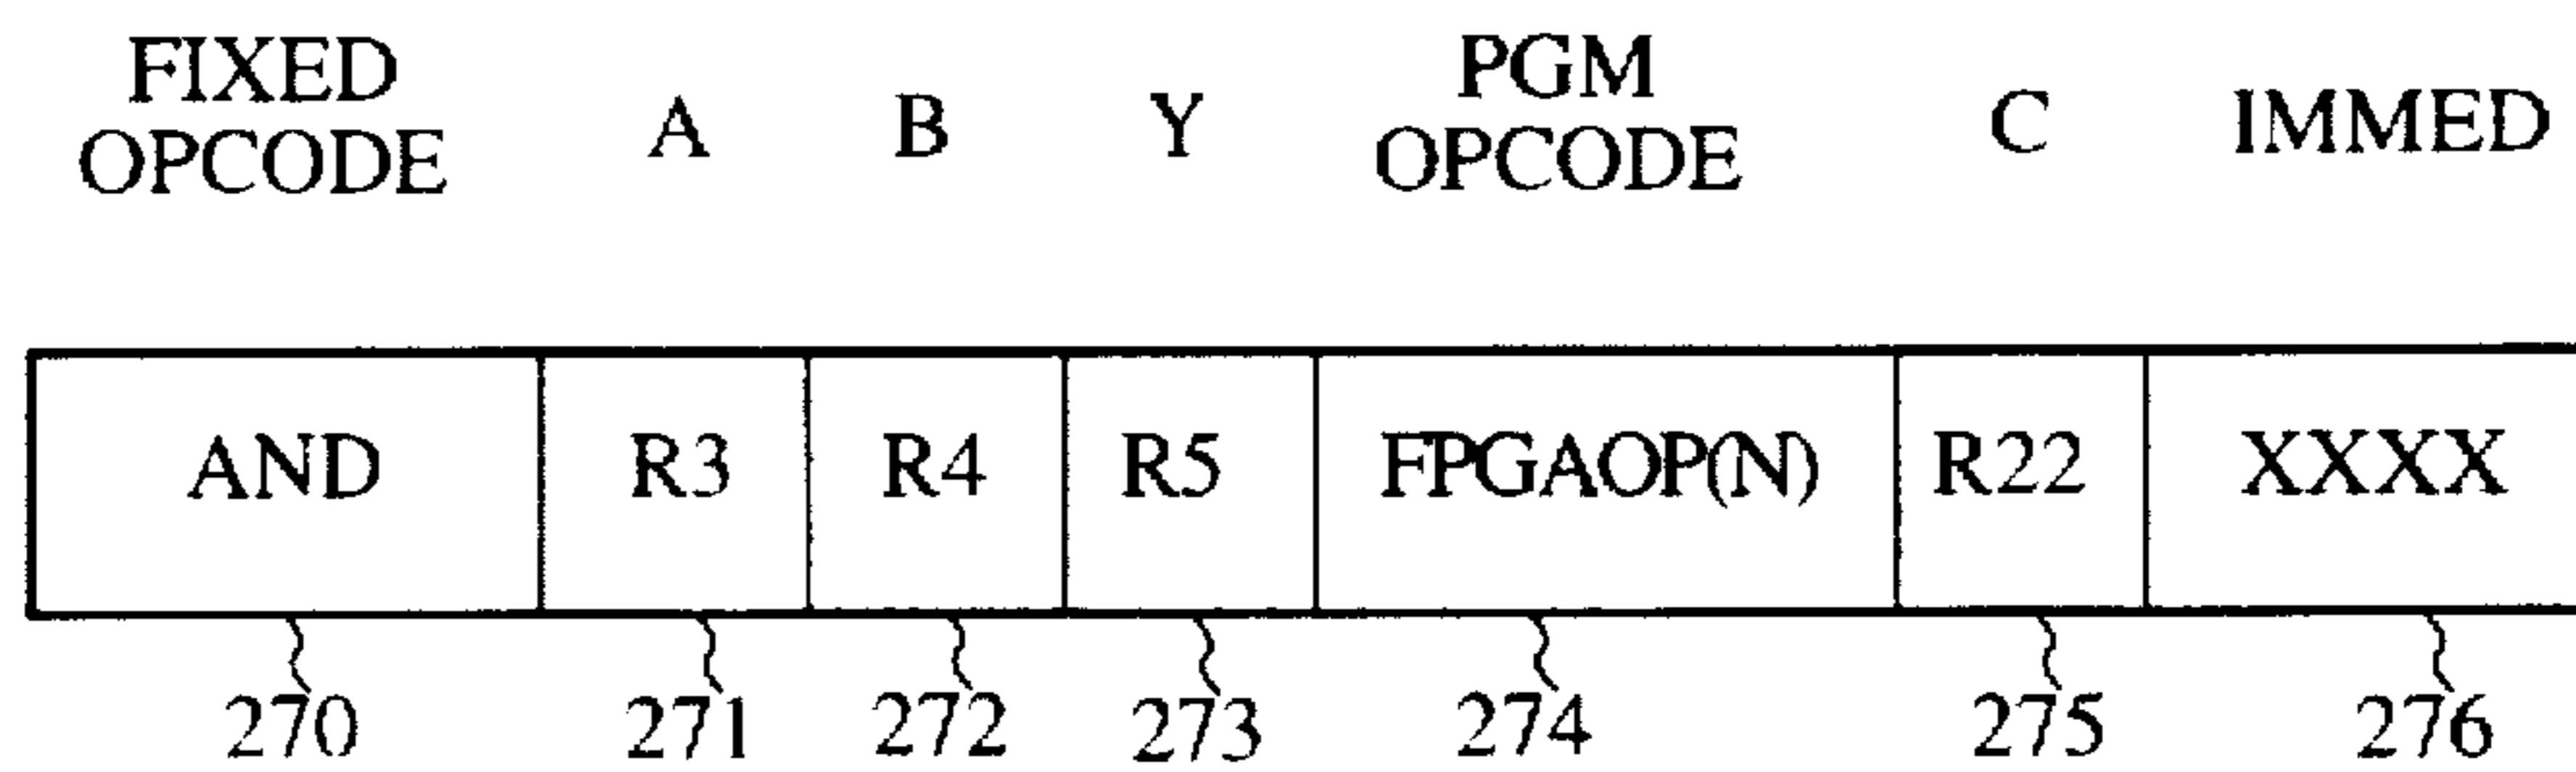 FIXED OPCODE A B Y PGM OPCODE C IMMED
AND R3 R4 R5 FPGAOP(N) R22 XXXX
270 271 272 273 274 275 276